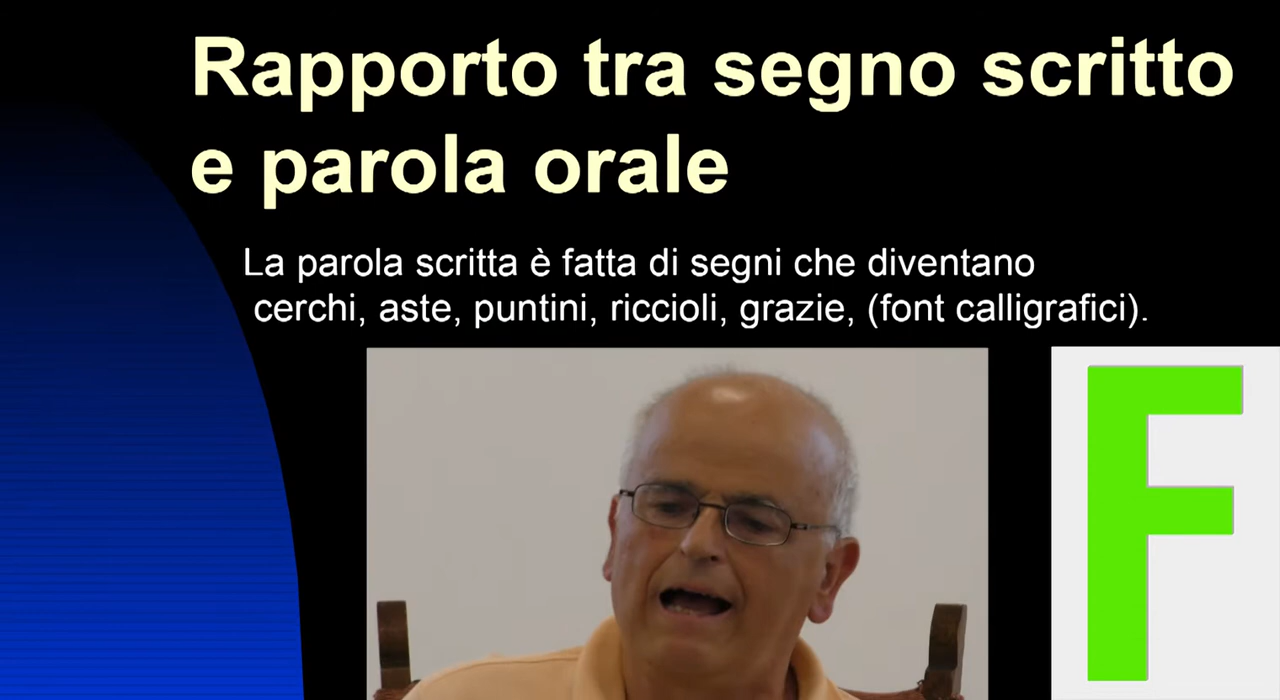 Rapporto tra segno scritto
e parola orale
La parola scritta è fatta di segni che diventano
cerchi, aste, puntini, riccioli, grazie, (font calligrafici).
F